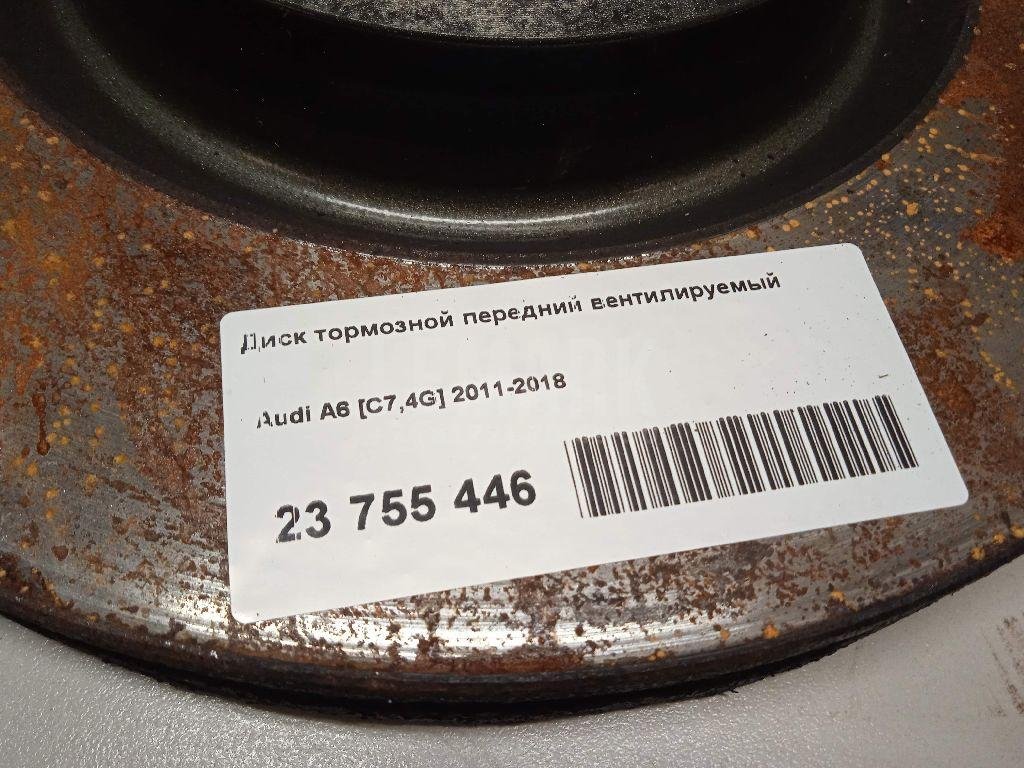 Диск тормозной передний вентилируемый
Audi A6 [C7,4G] 2011-2018
23 755 446